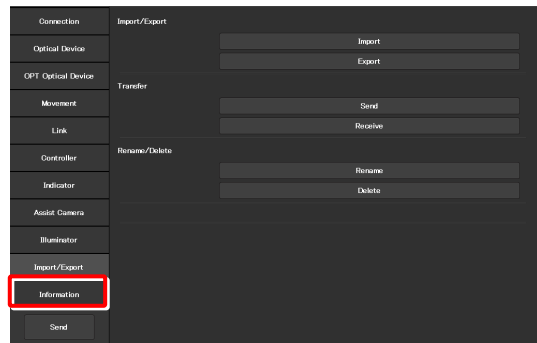 Connection
Optical Device
OPT Optical Device
Movement
Link
Controller
Indicator
Assist Camera
Illuminator
Import/Export
Information
Send
Import/Export
Import
Export
Transfer
Send
Receive
Rename/Delete
Rename
Delete